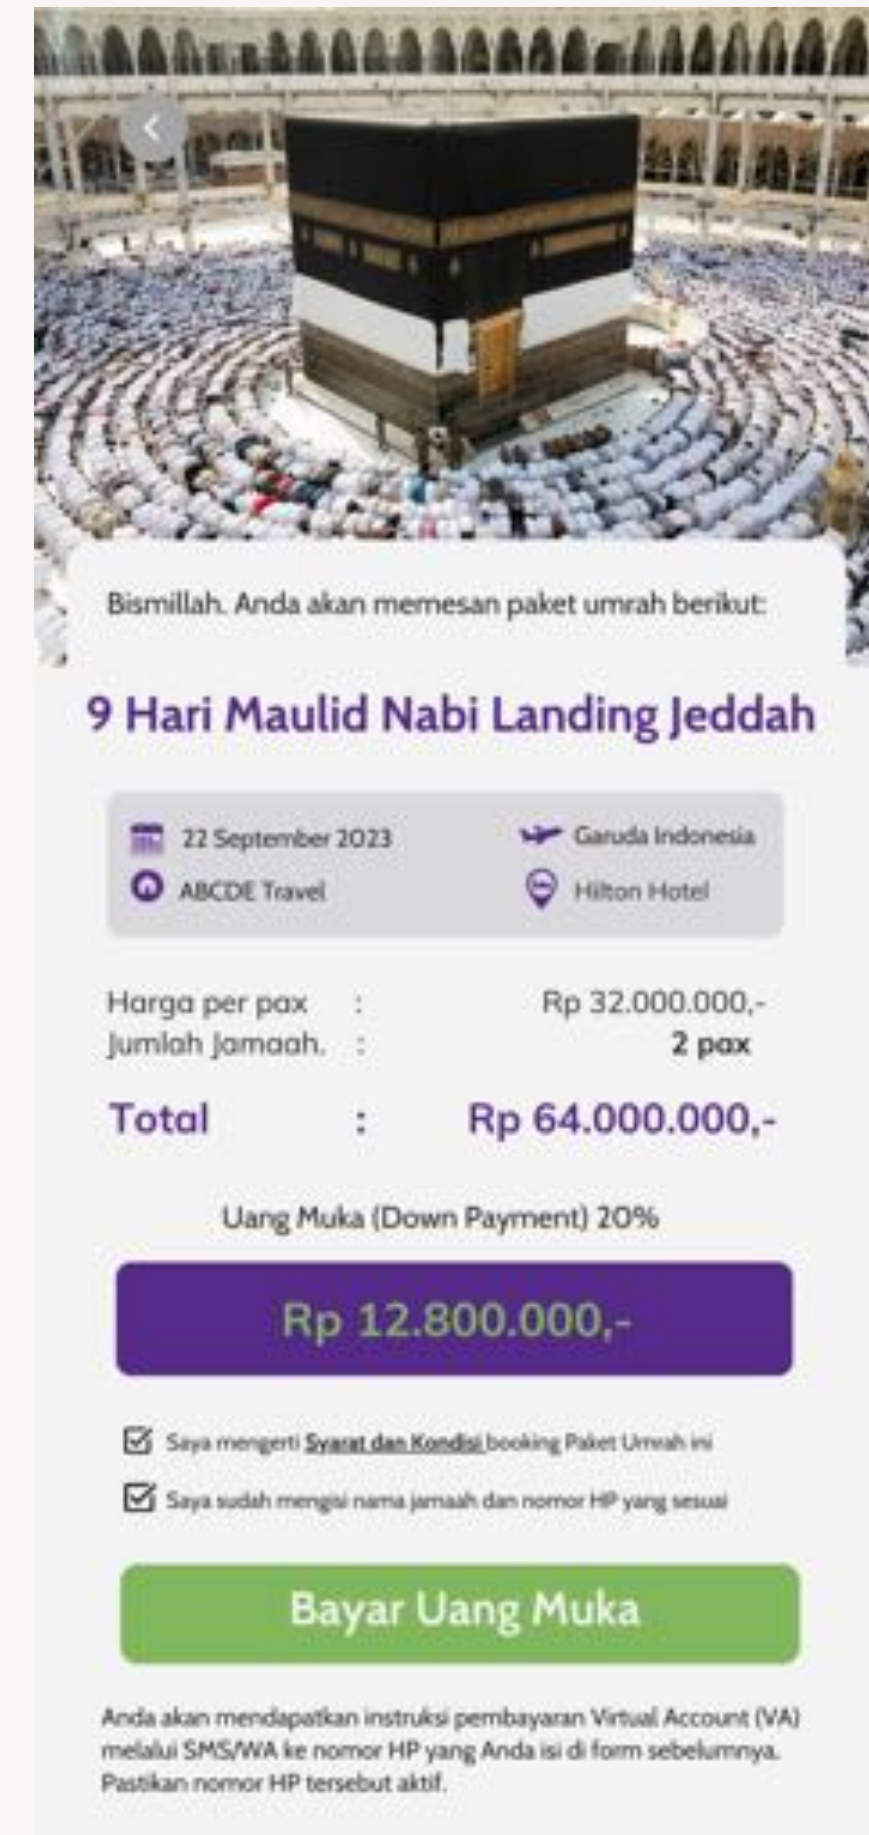 Bismillah. Anda akan memesan paket umrah berikut:
9 Hari Maulid Nabi Landing Jeddah
22 September 2023
Garuda Indonesia
ABCDE Travel
Hilton Hotel
Harga per pax : Rp 32.000.000,-
Jumlah Jamaah. : 2 pax
Total : Rp 64.000.000,-
Uang Muka (Down Payment) 20%
Rp 12.800.000,-
Saya mengerti Syarat dan Kondisi booking Paket Umrah ini
Saya sudah mengisi nama jamaah dan nomor HP yang sesuai
Bayar Uang Muka
Anda akan mendapatkan instruksi pembayaran Virtual Account (VA)
melalui SMS/WA ke nomor HP yang Anda isi di form sebelumnya.
Pastikan nomor HP tersebut aktif.